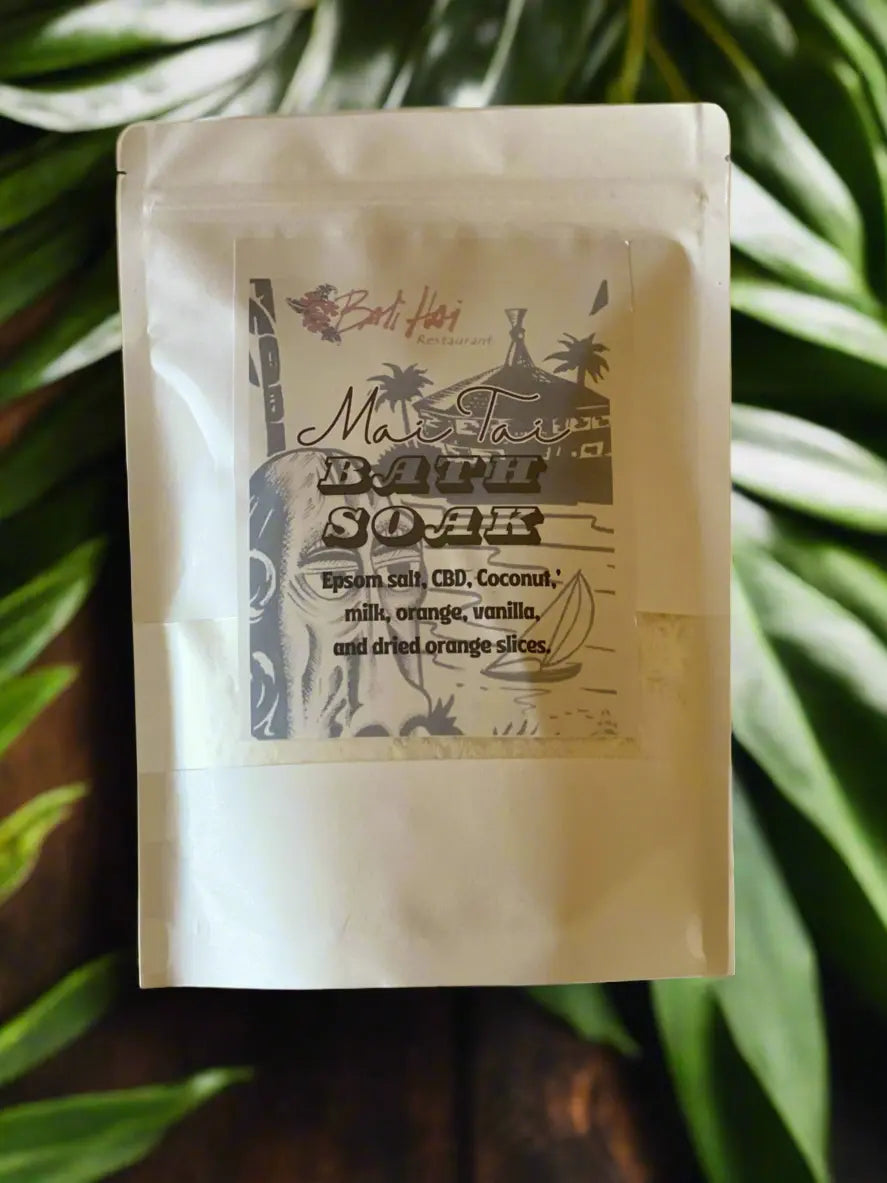 Bali Hai
Restaurant
Mai Tai
BATH
SOAK
Epsom salt, CBD, Coconut,'
milk, orange, vanilla,
and dried orange slices.